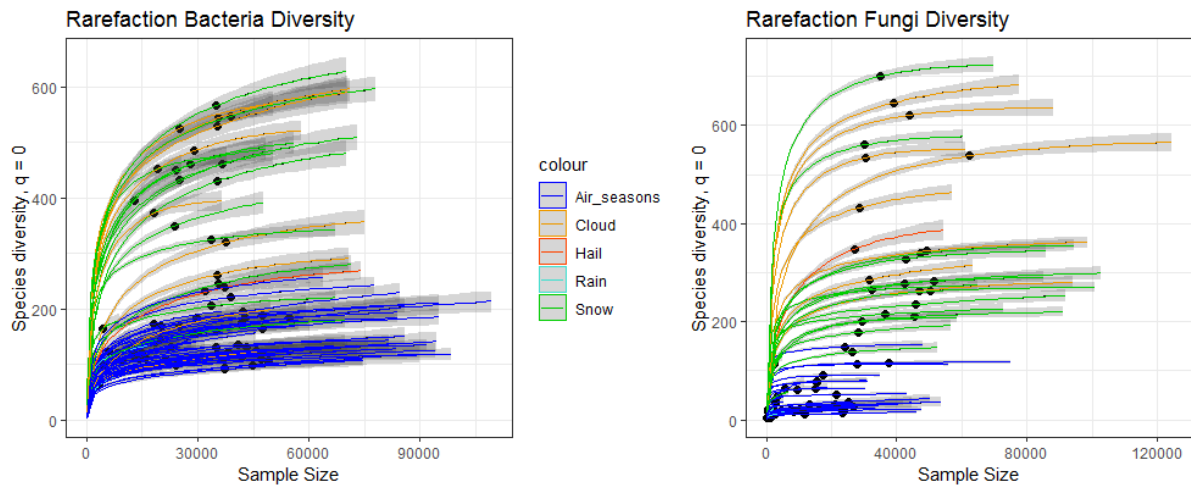 Rarefaction Bacteria Diversity
Species diversity, q = 0
600
400
200
0
0 30000 60000 90000
Sample Size
colour
Air_seasons
Cloud
Hail
Rain
Snow
Rarefaction Fungi Diversity
Species diversity, q = 0
600
400
200
0
0 40000 80000 120000
Sample Size